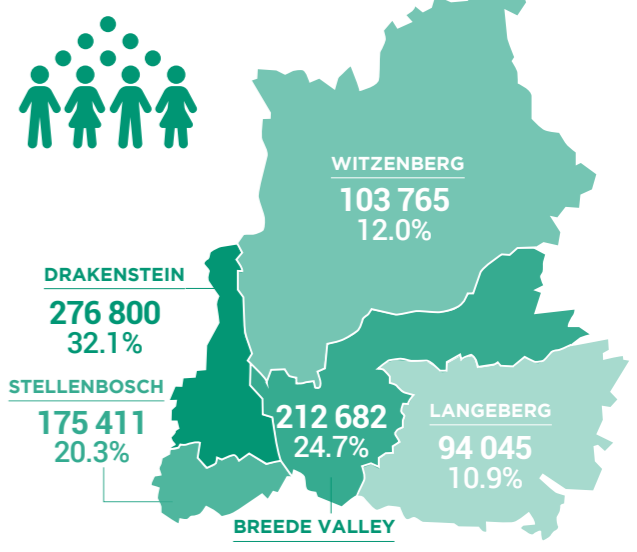 WITZENBERG
103 765
12.0%
DRAKENSTEIN
276 800
32.1%
STELLENBOSCH
175 411
20.3%
212 682
24.7%
BREEDE VALLEY
LANGEBERG
94 045
10.9%